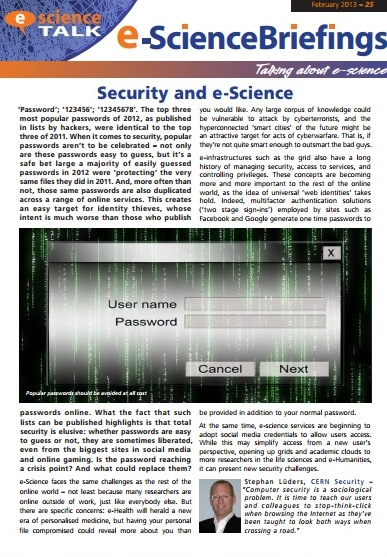 February 2013 – 25
e science
TALK
e-ScienceBriefings
Talking about e-science
Security and e-Science
'Password'; '123456'; '12345678'. The top three
most popular passwords of 2012, as published
in lists by hackers, were identical to the top
three of 2011. When it comes to security, popular
passwords aren't to be celebrated – not only
are these passwords easy to guess, but it's a
safe bet large a majority of easily guessed
passwords in 2012 were 'protecting' the very
same files they did in 2011. And, more often than
not, those same passwords are also duplicated
across a range of online services. This creates
an easy target for identity thieves, whose
intent is much worse than those who publish
passwords online. What the fact that such
lists can be published highlights is that total
security is elusive: whether passwords are easy
to guess or not, they are sometimes liberated,
even from the biggest sites in social media
and online gaming. Is the password reaching
a crisis point? And what could replace them?
e-Science faces the same challenges as the rest of the
online world – not least because many researchers are
online outside of work, just like everybody else. But
there are specific concerns: e-Health will herald a new
era of personalised medicine, but having your personal
file compromised could reveal more about you than
you would like. Any large corpus of knowledge could
be vulnerable to attack by cyberterrorists, and the
hyperconnected 'smart cities' of the future might be
an attractive target for acts of cyberwarfare. That is, if
they're not quite smart enough to outsmart the bad guys.
e-infrastructures such as the grid also have a long
history of managing security, access to services, and
controlling privileges. These concepts are becoming
more and more important to the rest of the online
world, as the idea of universal 'web identities' takes
hold. Indeed, multifactor authentication solutions
('two stage sign-ins') employed by sites such as
Facebook and Google generate one time passwords to
X
User name
Password
Cancel
Next
Popular passwords should be avoided at all cost
be provided in addition to your normal password.
At the same time, e-science services are beginning to
adopt social media credentials to allow users access.
While this may simplify access from a new user's
perspective, opening up grids and academic clouds to
more researchers in the life sciences and e-Humanities,
it can present new security challenges.
Stephan Lüders, CERN Security –
"Computer security is a sociological
problem. It is time to teach our users
and colleagues to stop-think-click
when browsing the Internet as they've
been taught to look both ways when
crossing a road."